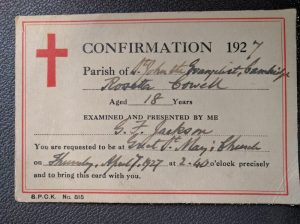 CONFIRMATION 1927
Parish of St John the Evangelist, Cambridge
Rosetta Cowell
Aged 18 Years
EXAMINED AND PRESENTED BY ME
G. F. Jackson
You are requested to be at Great St Mary's Church
on Thursday, April 7, 1927 at 2-40 o'clock precisely
and to bring this card with you.
S.P.C.K. No. 515